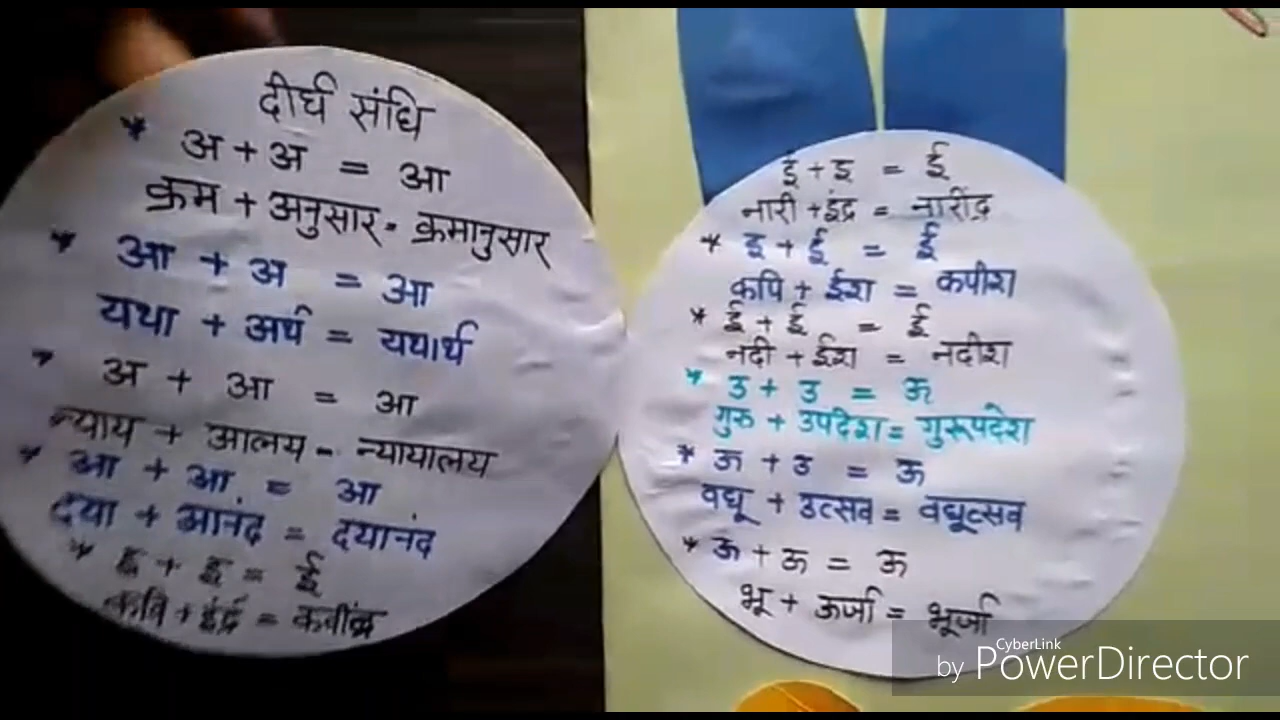 दीर्घ संधि
* अ + अ = आ
क्रम + अनुसार = क्रमानुसार
* आ + अ = आ
यथा + अर्थ = यथार्थ
* अ + आ = आ
न्याय + आलय = न्यायालय
* आ + आ = आ
दया + आनंद = दयानंद
* इ + इ = ई
कवि + इंद्र = कवींद्र
ई + इ = ई
नारी + इंद्र = नारींद्र
* इ + ई = ई
कपि + ईश = कपीश
* ई + ई = ई
नदी + ईश = नदीश
* उ + उ = ऊ
गुरु + उपदेश = गुरूपदेश
* ऊ + उ = ऊ
वधू + उत्सव = वधूत्सव
* ऊ + ऊ = ऊ
भू + ऊर्जा = भूर्जा
CyberLink
by PowerDirector